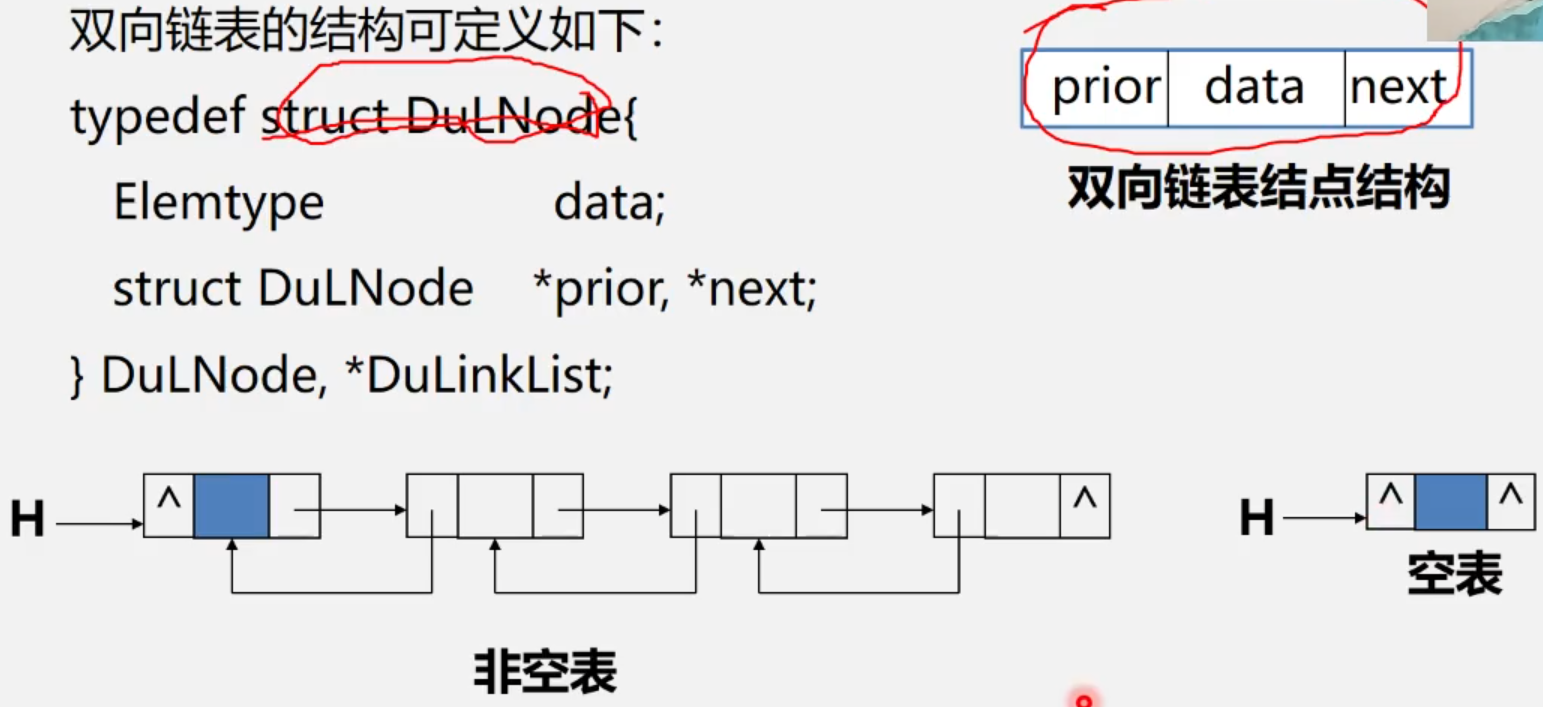 双向链表的结构可定义如下：
typedef struct DuLNode{
Elemtype data;
struct DuLNode *prior, *next;
} DuLNode, *DuLinkList;
prior data next
双向链表结点结构
H ^ ^
非空表
H ^ ^
空表